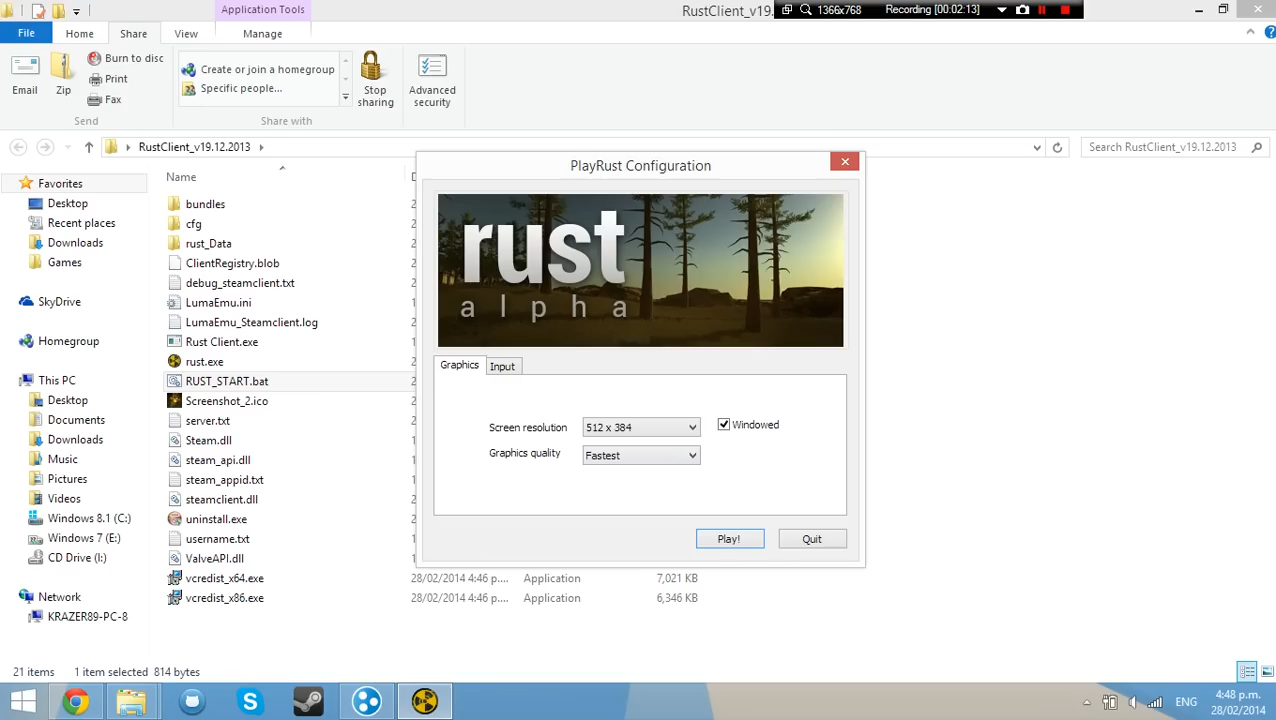 Application Tools
RustClient_v19.
1366x768
Recording [00:02:13]
File
Home
Share
View
Manage
Email
Zip
Burn to disc
Print
Fax
Send
Create or join a homegroup
Specific people...
Share with
Stop
sharing
Advanced
security
RustClient_v19.12.2013
Search RustClient_v19.12.2013
Favorites
Desktop
Recent places
Downloads
Games
SkyDrive
Homegroup
This PC
Desktop
Documents
Downloads
Music
Pictures
Videos
Windows 8.1 (C:)
Windows 7 (E:)
CD Drive (I:)
Network
KRAZER89-PC-8
Name
bundles
cfg
rust_Data
ClientRegistry.blob
debug_steamclient.txt
LumaEmu.ini
LumaEmu_Steamclient.log
Rust Client.exe
rust.exe
RUST_START.bat
Screenshot_2.ico
server.txt
Steam.dll
steam_api.dll
steam_appid.txt
steamclient.dll
uninstall.exe
username.txt
ValveAPI.dll
vcredist_x64.exe 28/02/2014 4:46 p.... Application 7,021 KB
vcredist_x86.exe 28/02/2014 4:46 p.... Application 6,346 KB
PlayRust Configuration
rust
alpha
Graphics
Input
Screen resolution
512 x 384
Windowed
Graphics quality
Fastest
Play!
Quit
21 items
1 item selected 814 bytes
ENG
4:48 p.m.
28/02/2014